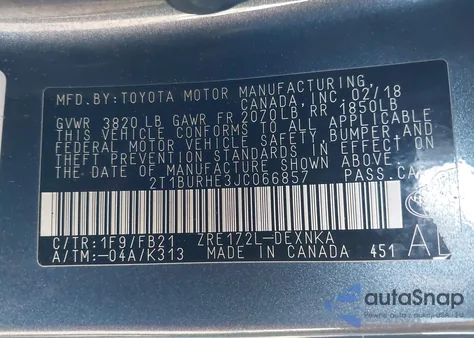 MFD.BY:TOYOTA MOTOR MANUFACTURING,
CANADA,INC. 02/18
GVWR 3820 LB GAWR FR 2070LB RR 1850LB
THIS VEHICLE CONFORMS TO ALL APPLICABLE
FEDERAL MOTOR VEHICLE SAFETY, BUMPER, AND
THEFT PREVENTION STANDARDS IN EFFECT ON
THE DATE OF MANUFACTURE SHOWN ABOVE.
2T1BURHE3JC066857 PASS.CA
C/TR:1F9/FB21 ZRE172L-DEXNKA
A/TM:-04A/K313 MADE IN CANADA 451
autoSnap